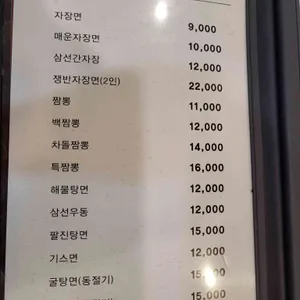 자장면 9,000
매운자장면 10,000
삼선간자장 12,000
쟁반자장면(2인) 22,000
짬뽕 11,000
백짬뽕 12,000
차돌짬뽕 14,000
특짬뽕 16,000
해물탕면 12,000
삼선우동 12,000
팔진탕면 15,000
기스면 12,000
굴탕면(동절기) 15,000
15,000